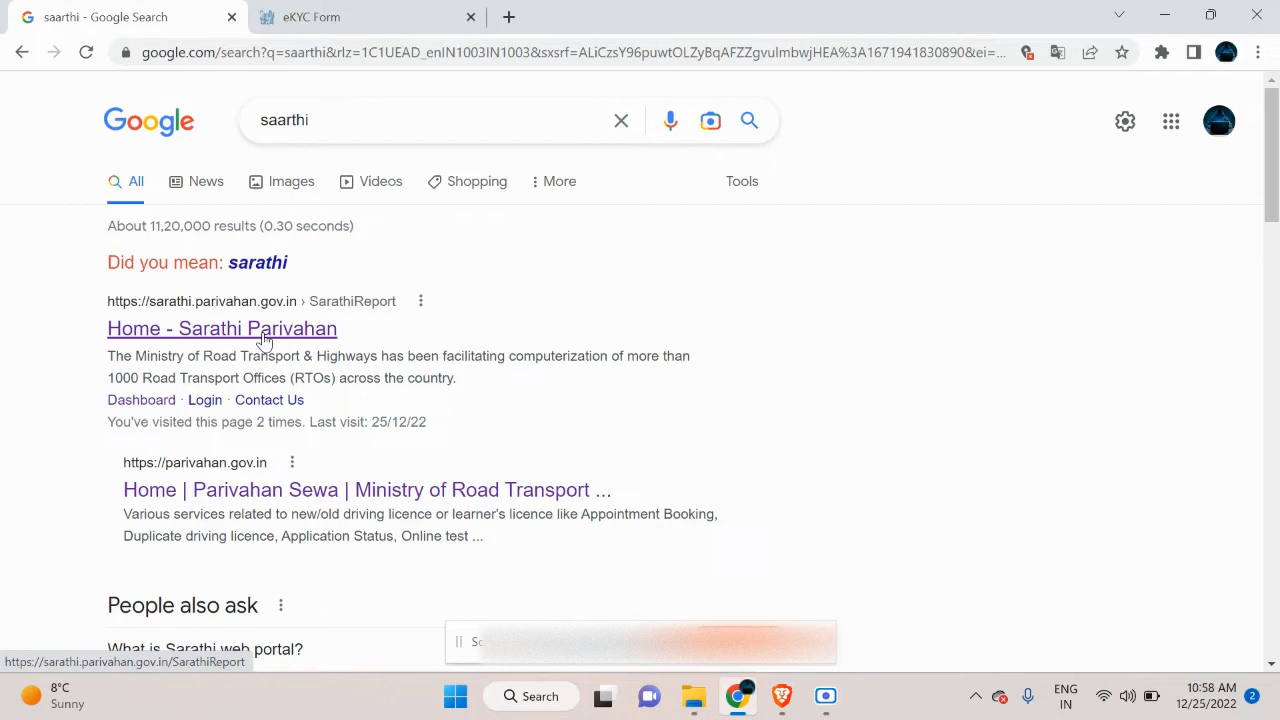 saarthi - Google Search
eKYC Form
google.com/search?q=saarthi&rlz=1C1UEAD_enIN1003IN1003&sxsrf=ALiCzsY96puwtOLZyBqAFZZgvulmbwjHEA%3A1671941830890&ei=...
Google
saarthi
All
News
Images
Videos
Shopping
More
Tools
About 11,20,000 results (0.30 seconds)
Did you mean: sarathi
https://sarathi.parivahan.gov.in › SarathiReport
Home - Sarathi Parivahan
The Ministry of Road Transport & Highways has been facilitating computerization of more than
1000 Road Transport Offices (RTOs) across the country.
Dashboard · Login · Contact Us
You've visited this page 2 times. Last visit: 25/12/22
https://parivahan.gov.in
Home | Parivahan Sewa | Ministry of Road Transport ...
Various services related to new/old driving licence or learner's licence like Appointment Booking,
Duplicate driving licence, Application Status, Online test ...
People also ask
What is Sarathi web portal?
Sc
https://sarathi.parivahan.gov.in/SarathiReport
8°C
Sunny
Search
ENG
IN
10:58 AM
12/25/2022
2